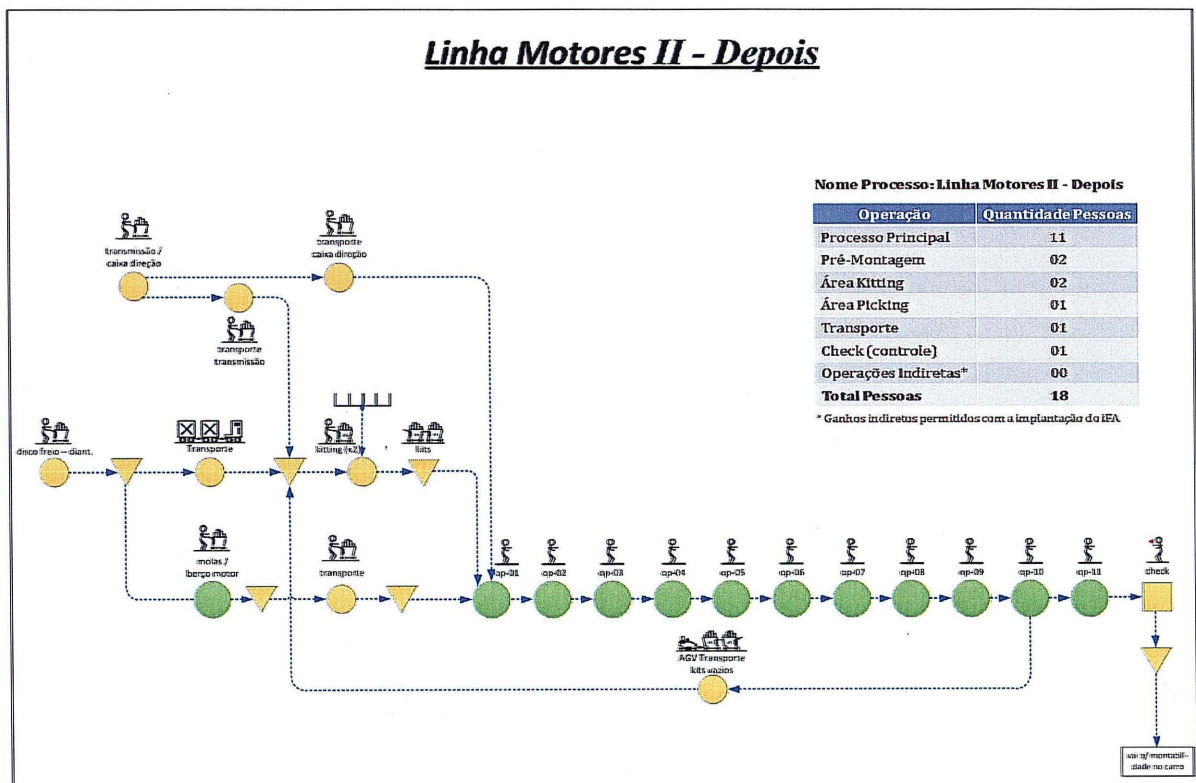 Linha Motores II - Depois
Nome Processo: Linha Motores II - Depois
Operação Quantidade Pessoas
Processo Principal 11
Pré-Montagem 02
Área Kitting 02
Área Picking 01
Transporte 01
Check (controle) 01
Operações Indiretas* 00
Total Pessoas 18
* Ganhos indiretos permitidos com a implantação do iFA
transmissão /
caixa direção
transporte
caixa direção
transporte
transmissão
disco freio – diant.
Transporte
kitting (x2)
kits
molas /
berço motor
transporte
op-01
op-02
op-03
op-04
op-05
op-06
op-07
op-08
op-09
op-10
op-11
check
AGV Transporte
kits vazios
vai p/ montabili-
dade no carro